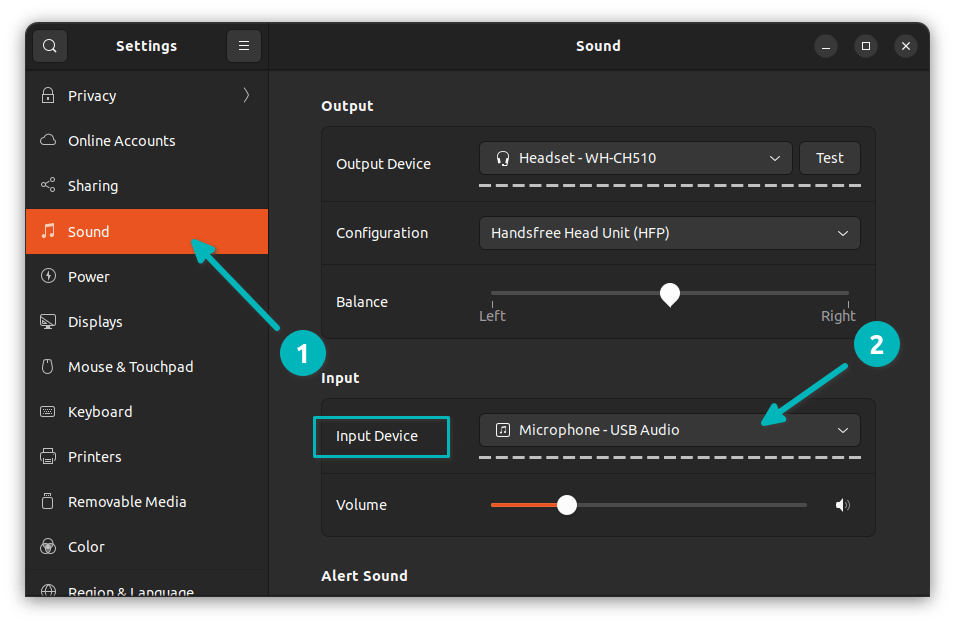 Settings
Sound
Privacy
Online Accounts
Sharing
Sound
Power
Displays
Mouse & Touchpad
Keyboard
Printers
Removable Media
Color
Region & Language
1
Output
Output Device
Headset - WH-CH510
Test
Configuration
Handsfree Head Unit (HFP)
Balance
Left
Right
2
Input
Input Device
Microphone - USB Audio
Volume
Alert Sound